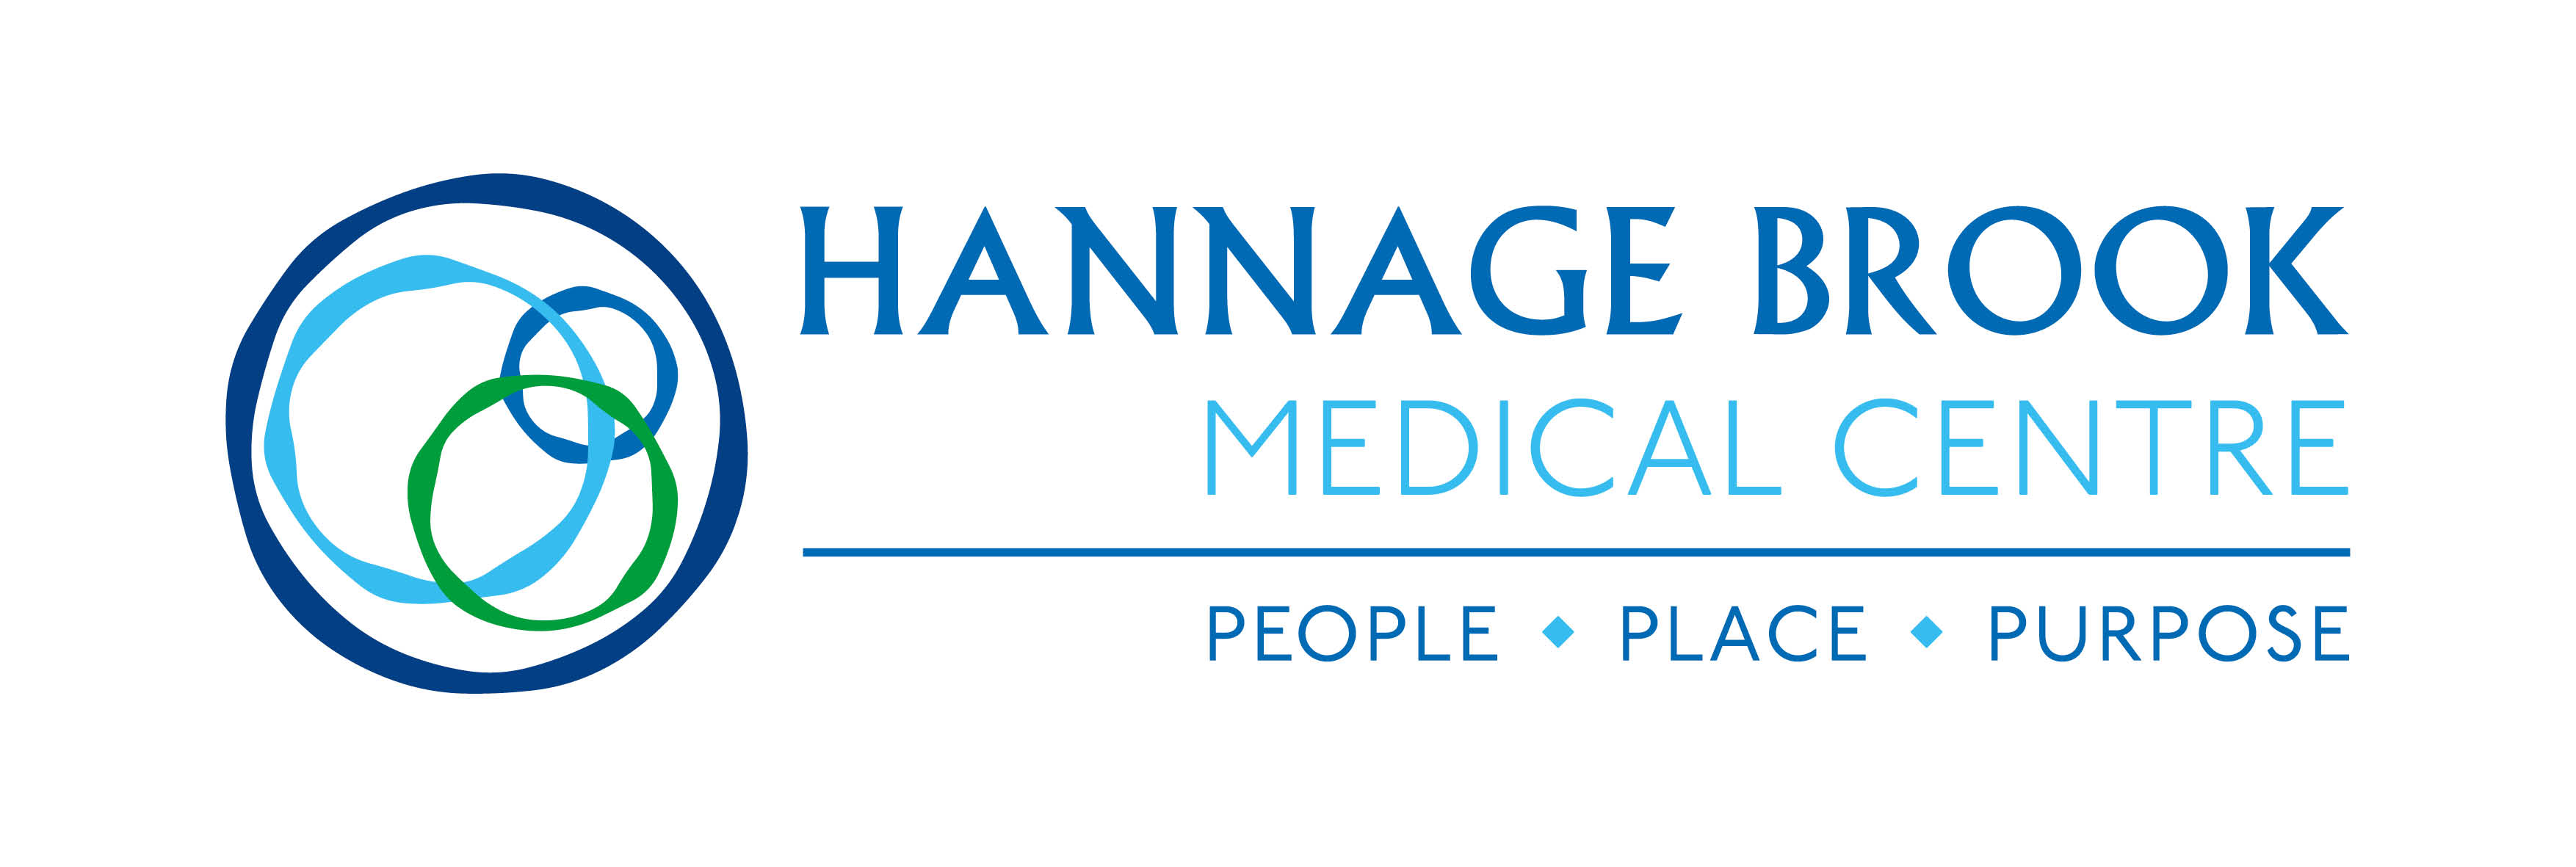 HANNAGE BROOK
MEDICAL CENTRE
PEOPLE ◆ PLACE ◆ PURPOSE